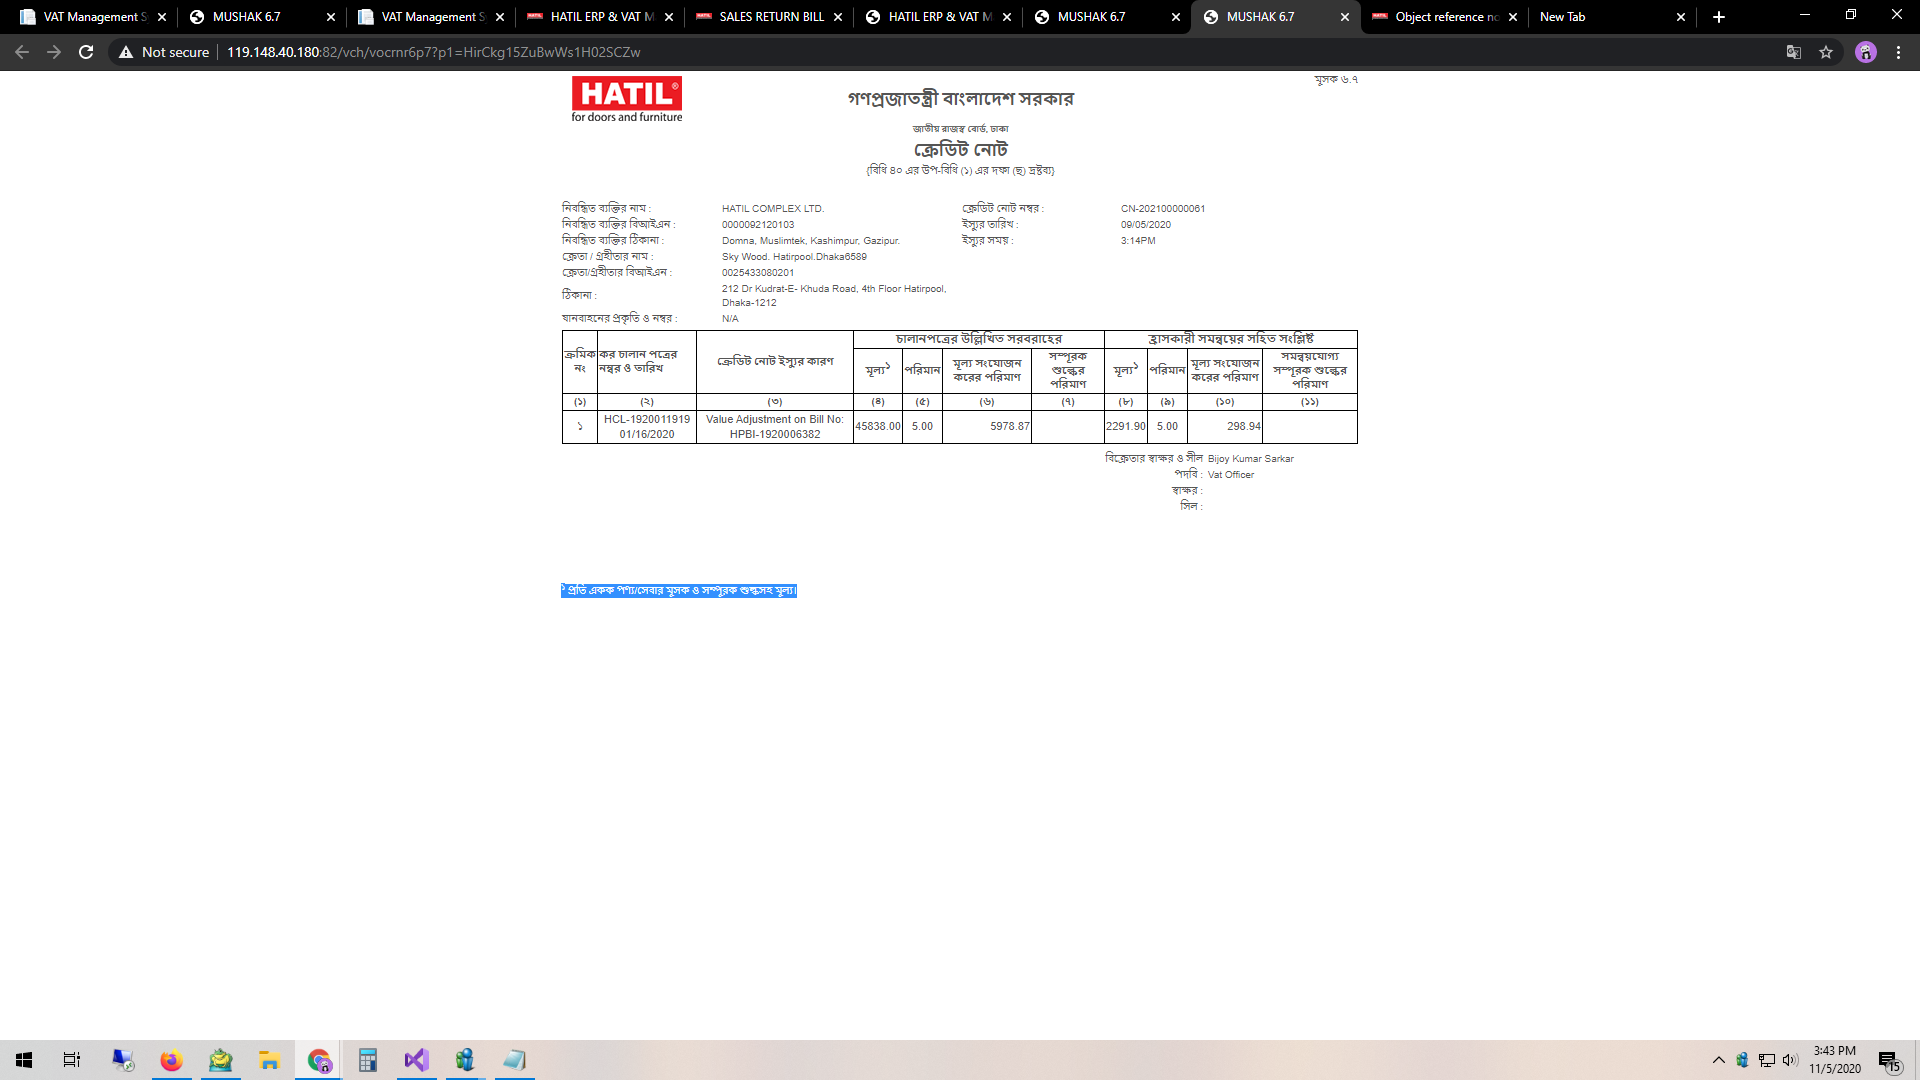 VAT Management S
MUSHAK 6.7
VAT Management S
HATIL ERP & VAT M
SALES RETURN BILL
HATIL ERP & VAT M
MUSHAK 6.7
MUSHAK 6.7
Object reference no
New Tab
Not secure
119.148.40.180:82/vch/vocrnr6p7?p1=HirCkg15ZuBwWs1H02SCZw
HATIL®
for doors and furniture
মূসক ৬.৭
গণপ্রজাতন্ত্রী বাংলাদেশ সরকার
জাতীয় রাজস্ব বোর্ড, ঢাকা
ক্রেডিট নোট
{বিধি ৪০ এর উপ-বিধি (১) এর দফা (ছ) দ্রষ্টব্য}
নিবন্ধিত ব্যক্তির নাম : HATIL COMPLEX LTD. ক্রেডিট নোট নম্বর : CN-202100000061
নিবন্ধিত ব্যক্তির বিআইএন : 0000092120103 ইস্যুর তারিখ : 09/05/2020
নিবন্ধিত ব্যক্তির ঠিকানা : Domna, Muslimtek, Kashimpur, Gazipur. ইস্যুর সময় : 3:14PM
ক্রেতা / গ্রহীতার নাম : Sky Wood. Hatirpool.Dhaka6589
ক্রেতা/গ্রহীতার বিআইএন : 0025433080201
ঠিকানা : 212 Dr Kudrat-E- Khuda Road, 4th Floor Hatirpool,
Dhaka-1212
যানবাহনের প্রকৃতি ও নম্বর : N/A
চালানপত্রের উল্লিখিত সরবরাহের
হ্রাসকারী সমন্বয়ের সহিত সংশ্লিষ্ট
ক্রমিক
নং
কর চালান পত্রের
নম্বর ও তারিখ
ক্রেডিট নোট ইস্যুর কারণ
মূল্য১
পরিমান
মূল্য সংযোজন
করের পরিমাণ
সম্পূরক
শুল্কের
পরিমাণ
মূল্য১
পরিমান
মূল্য সংযোজন
করের পরিমাণ
সমন্বয়যোগ্য
সম্পূরক শুল্কের
পরিমাণ
(১) (২) (৩) (৪) (৫) (৬) (৭) (৮) (৯) (১০) (১১)
১
HCL-1920011919
01/16/2020
Value Adjustment on Bill No:
HPBI-1920006382
45838.00 5.00 5978.87 2291.90 5.00 298.94
বিক্রেতার স্বাক্ষর ও সীল Bijoy Kumar Sarkar
পদবি : Vat Officer
স্বাক্ষর :
সিল :
১ প্রতি একক পণ্য/সেবার মূসক ও সম্পূরক শুল্কসহ মূল্য।
3:43 PM
11/5/2020
15